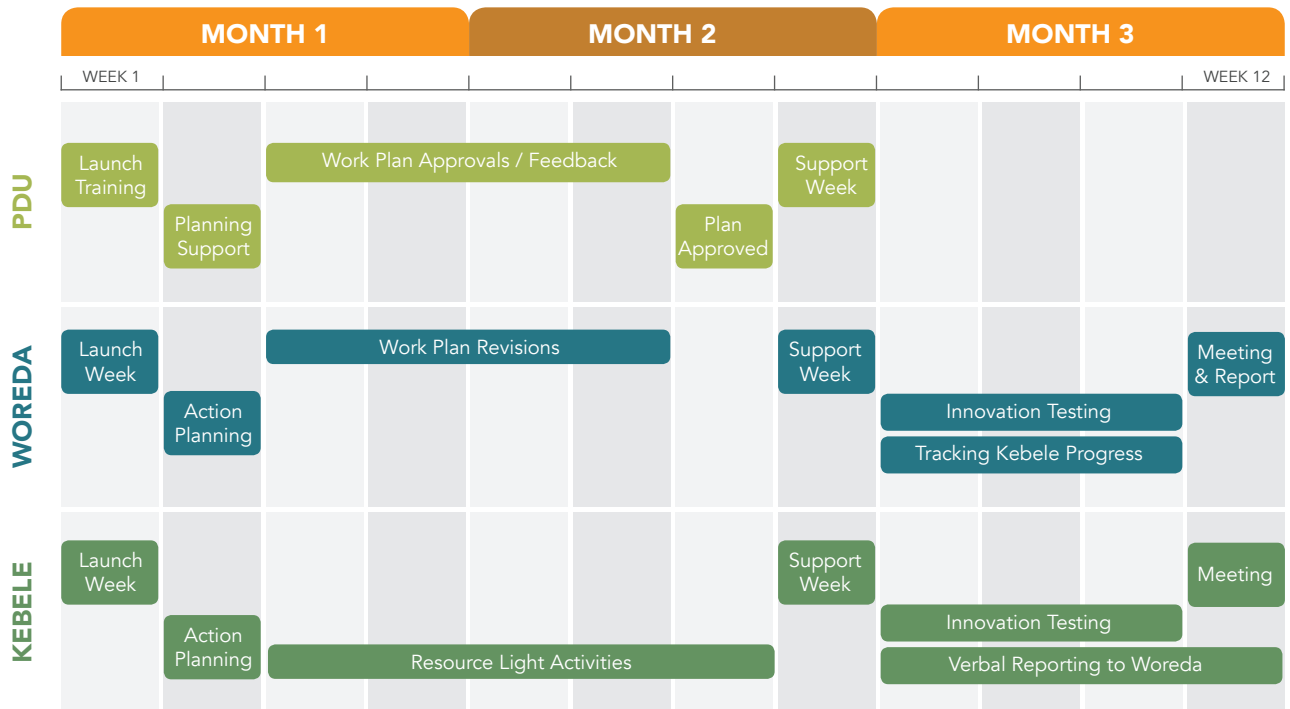 MONTH 1
MONTH 2
MONTH 3
WEEK 1
WEEK 12
PDU
Launch
Training
Planning
Support
Work Plan Approvals / Feedback
Plan
Approved
Support
Week
WOREDA
Launch
Week
Action
Planning
Work Plan Revisions
Support
Week
Innovation Testing
Tracking Kebele Progress
Meeting
& Report
KEBELE
Launch
Week
Action
Planning
Resource Light Activities
Support
Week
Innovation Testing
Verbal Reporting to Woreda
Meeting